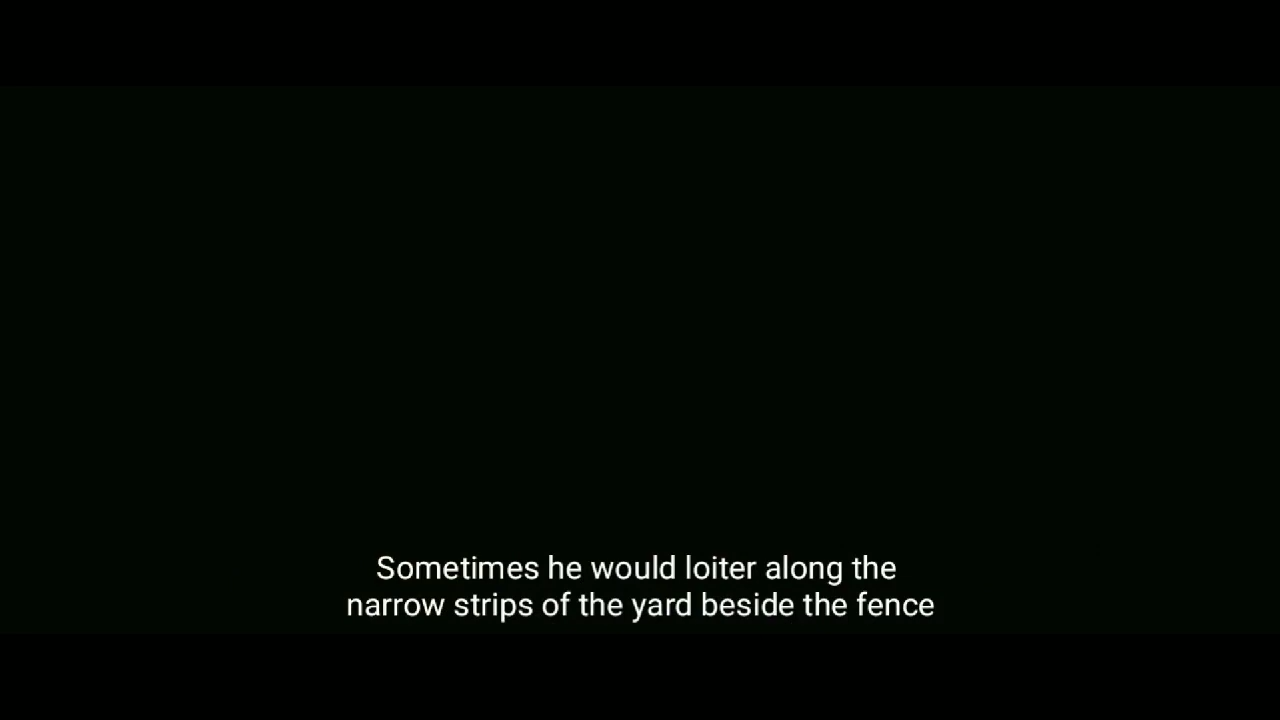 Sometimes he would loiter along the
narrow strips of the yard beside the fence